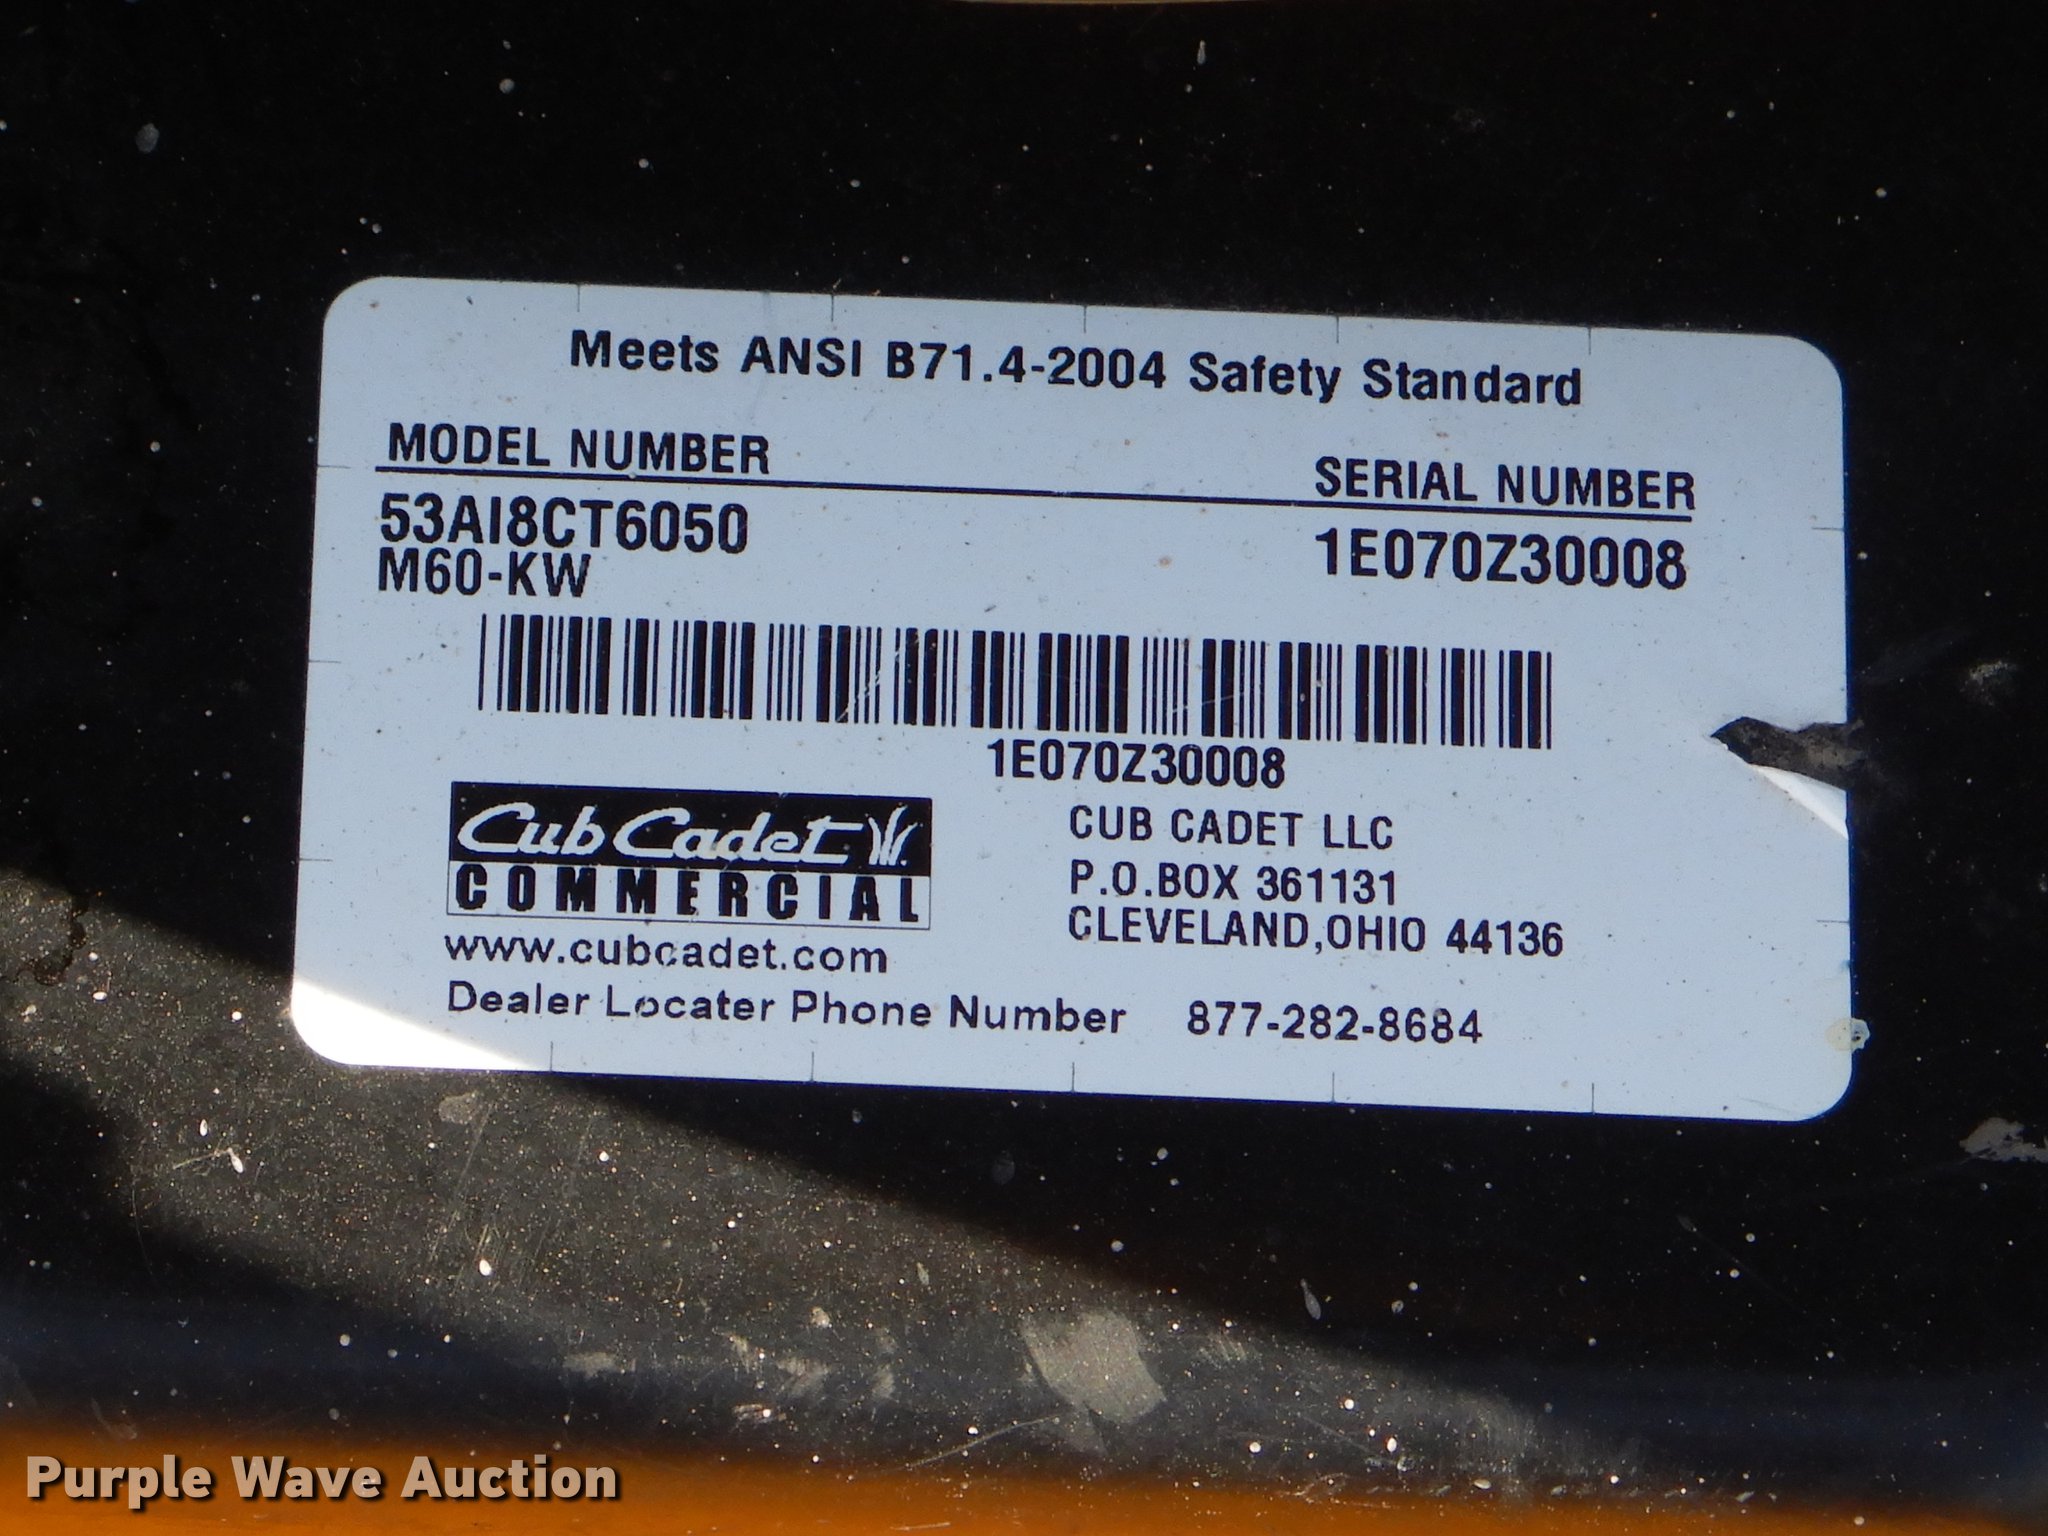 Meets ANSI B71.4-2004 Safety Standard
MODEL NUMBER SERIAL NUMBER
53AI8CT6050 1E070Z30008
M60-KW
1E070Z30008
Cub Cadet
COMMERCIAL
CUB CADET LLC
P.O.BOX 361131
CLEVELAND,OHIO 44136
www.cubcadet.com
Dealer Locater Phone Number 877-282-8684
Purple Wave Auction